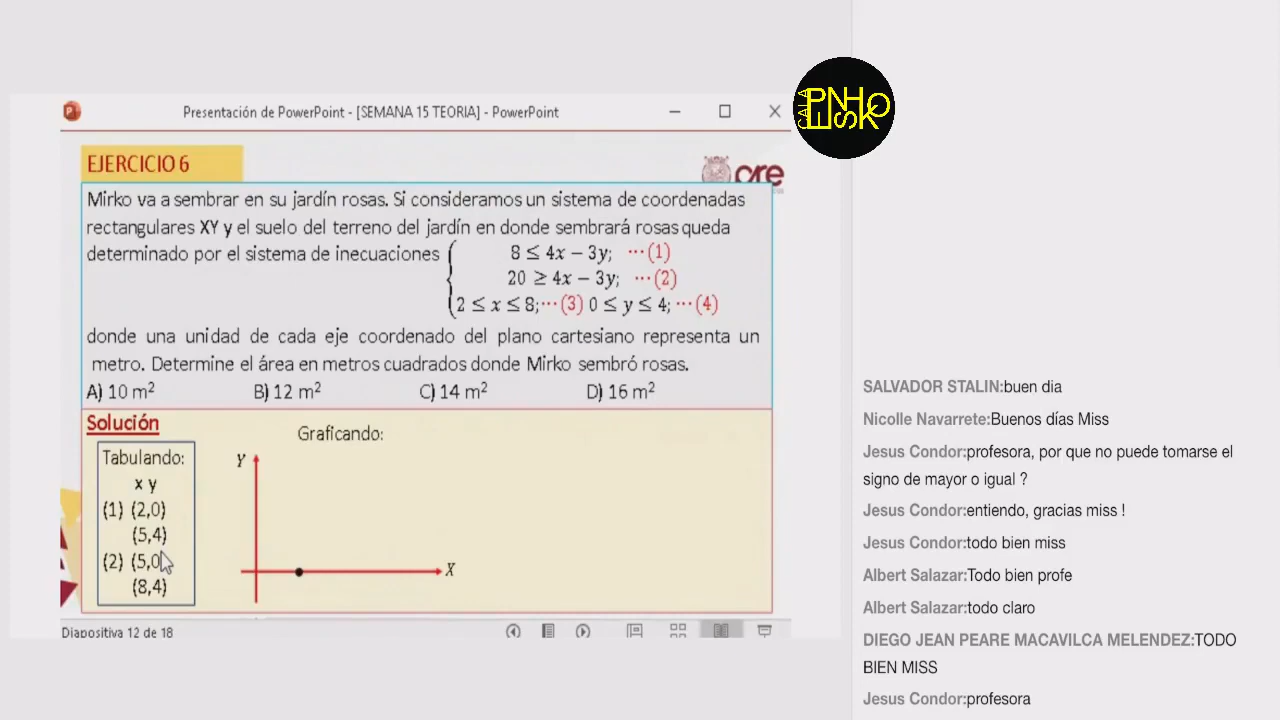 Presentación de PowerPoint - [SEMANA 15 TEORIA] - PowerPoint
CALA
PNHO
ESK
EJERCICIO 6
cre
Mirko va a sembrar en su jardín rosas. Si consideramos un sistema de coordenadas
rectangulares XY y el suelo del terreno del jardín en donde sembrará rosas queda
determinado por el sistema de inecuaciones
8 ≤ 4x − 3y; ⋯(1)
20 ≥ 4x − 3y; ⋯(2)
2 ≤ x ≤ 8;⋯(3) 0 ≤ y ≤ 4; ⋯(4)
donde una unidad de cada eje coordenado del plano cartesiano representa un
metro. Determine el área en metros cuadrados donde Mirko sembró rosas.
A) 10 m² B) 12 m² C) 14 m² D) 16 m²
Solución
Graficando:
Tabulando:
x y
(1) (2,0)
(5,4)
(2) (5,0
(8,4)
Y
X
Diapositiva 12 de 18
SALVADOR STALIN:buen dia
Nicolle Navarrete:Buenos días Miss
Jesus Condor:profesora, por que no puede tomarse el
signo de mayor o igual ?
Jesus Condor:entiendo, gracias miss !
Jesus Condor:todo bien miss
Albert Salazar:Todo bien profe
Albert Salazar:todo claro
DIEGO JEAN PEARE MACAVILCA MELENDEZ:TODO
BIEN MISS
Jesus Condor:profesora